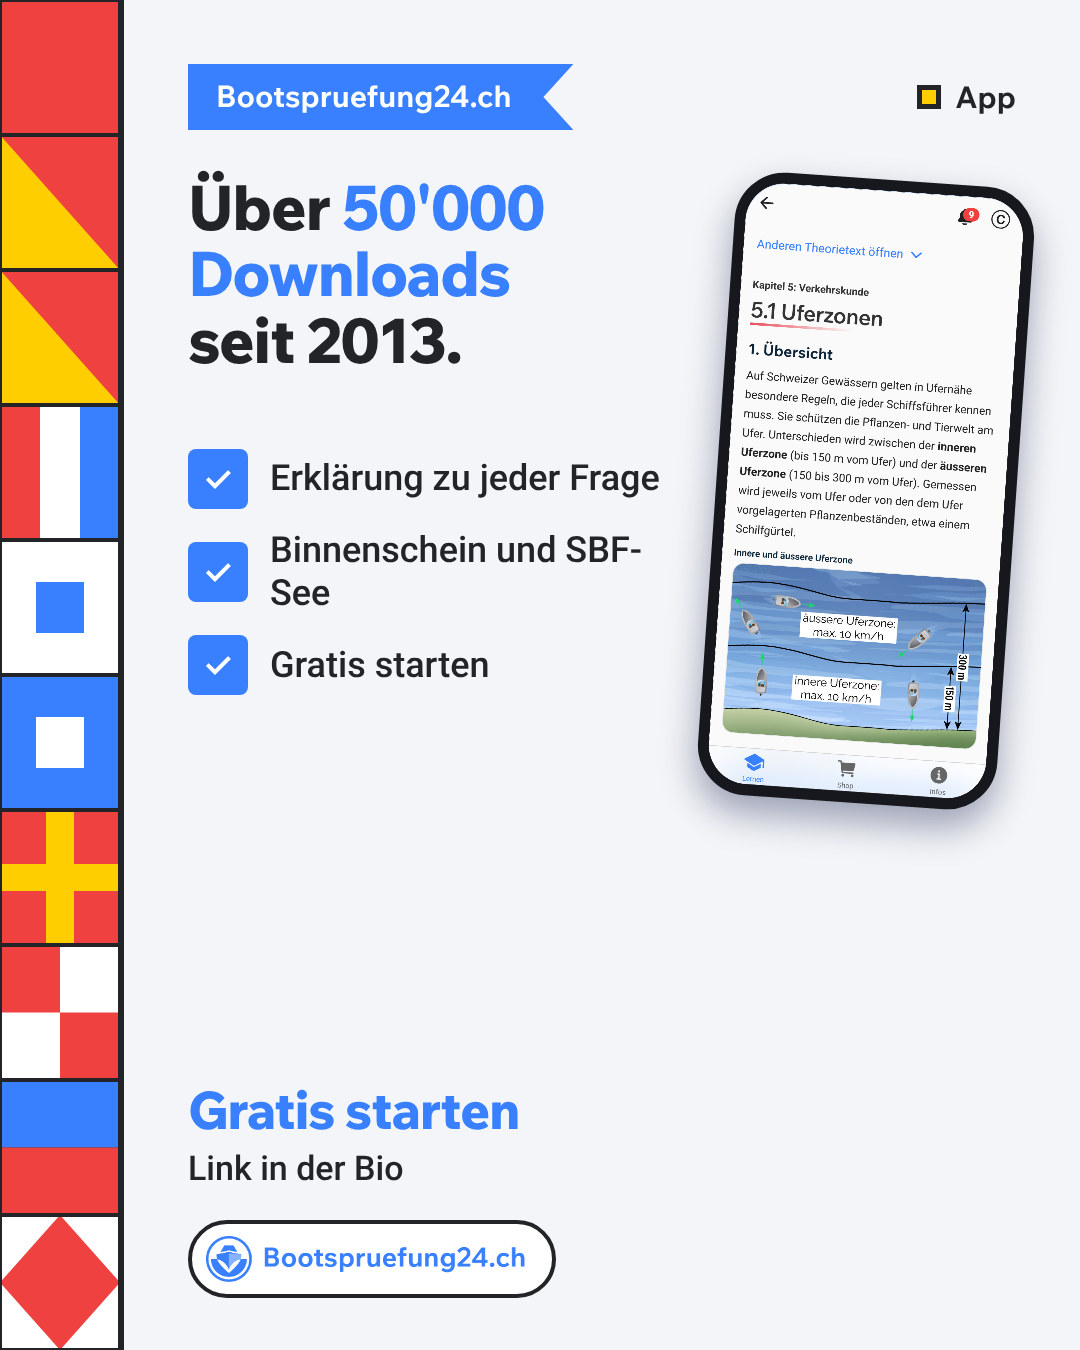 Bootspruefung24.ch
App
Über 50'000
Downloads
seit 2013.
Erklärung zu jeder Frage
Binnenschein und SBF-
See
Gratis starten
9
C
Anderen Theorietext öffnen
Kapitel 5: Verkehrskunde
5.1 Uferzonen
1. Übersicht
Auf Schweizer Gewässern gelten in Ufernähe
besondere Regeln, die jeder Schiffsführer kennen
muss. Sie schützen die Pflanzen- und Tierwelt am
Ufer. Unterschieden wird zwischen der inneren
Uferzone (bis 150 m vom Ufer) und der äusseren
Uferzone (150 bis 300 m vom Ufer). Gemessen
wird jeweils vom Ufer oder von den dem Ufer
vorgelagerten Pflanzenbeständen, etwa einem
Schilfgürtel.
Innere und äussere Uferzone
äussere Uferzone:
max. 10 km/h
innere Uferzone:
max. 10 km/h
300 m
150 m
Lernen
Shop
Infos
Gratis starten
Link in der Bio
Bootspruefung24.ch